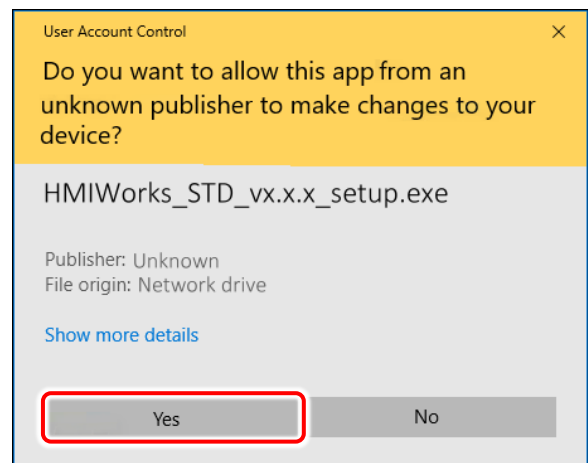 User Account Control
Do you want to allow this app from an
unknown publisher to make changes to your
device?
HMIWorks_STD_vx.x.x_setup.exe
Publisher: Unknown
File origin: Network drive
Show more details
Yes
No